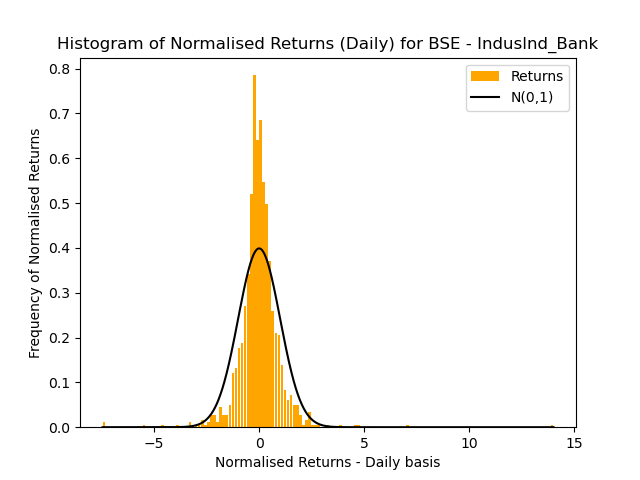 Histogram of Normalised Returns (Daily) for BSE - IndusInd_Bank
Returns
N(0,1)
Frequency of Normalised Returns
0.8
0.7
0.6
0.5
0.4
0.3
0.2
0.1
0.0
−5
0
5
10
15
Normalised Returns - Daily basis